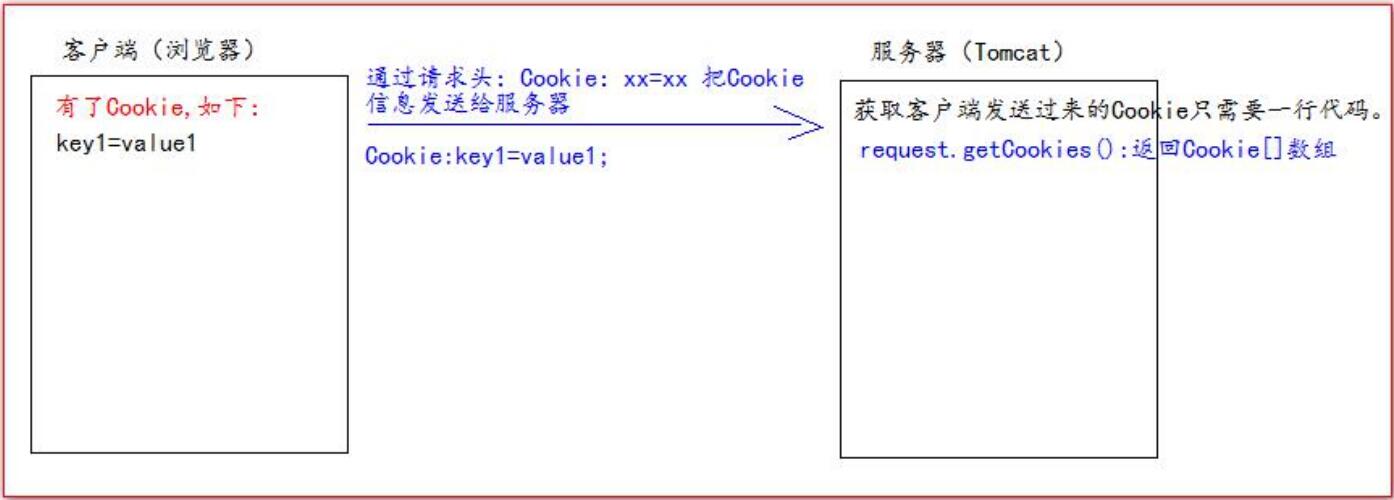 客户端（浏览器）
有了Cookie,如下:
key1=value1
通过请求头: Cookie: xx=xx 把Cookie
信息发送给服务器
Cookie:key1=value1;
服务器（Tomcat）
获取客户端发送过来的Cookie只需要一行代码。
request.getCookies():返回Cookie[]数组